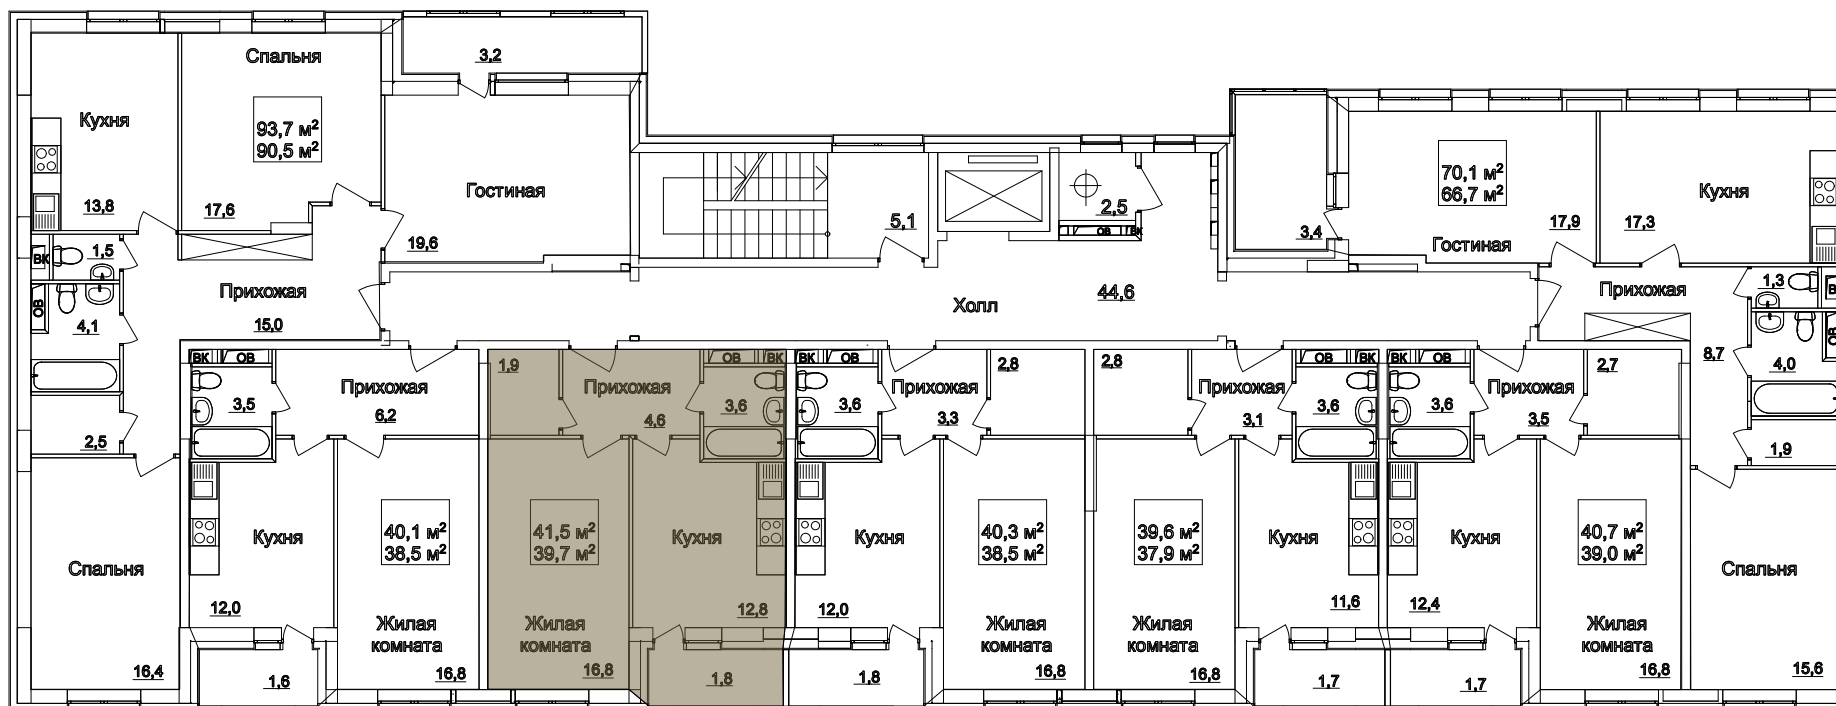 3,2
Спальня
Кухня
93,7 м²
90,5 м²
13,8
17,6
Гостиная
19,6
5,1
2,5
ОВ
ВК
3,4
70,1 м²
66,7 м²
Гостиная
17,9
Кухня
17,3
ВК
1,5
ОВ
4,1
Прихожая
15,0
2,5
Холл
44,6
Прихожая
8,7
1,3
4,0
1,9
Спальня
16,4
ВК
ОВ
3,5
Прихожая
6,2
Кухня
12,0
40,1 м²
38,5 м²
Жилая
комната
16,8
1,6
1,9
Прихожая
4,6
ОВ
ВК
3,6
41,5 м²
39,7 м²
Кухня
12,8
Жилая
комната
16,8
1,8
ВК
ОВ
3,6
Прихожая
3,3
2,8
Кухня
12,0
40,3 м²
38,5 м²
Жилая
комната
16,8
1,8
2,8
Прихожая
3,1
ОВ
ВК
3,6
39,6 м²
37,9 м²
Кухня
11,6
Жилая
комната
16,8
1,7
ВК
ОВ
3,6
Прихожая
3,5
2,7
Кухня
12,4
40,7 м²
39,0 м²
Жилая
комната
16,8
1,7
Спальня
15,6